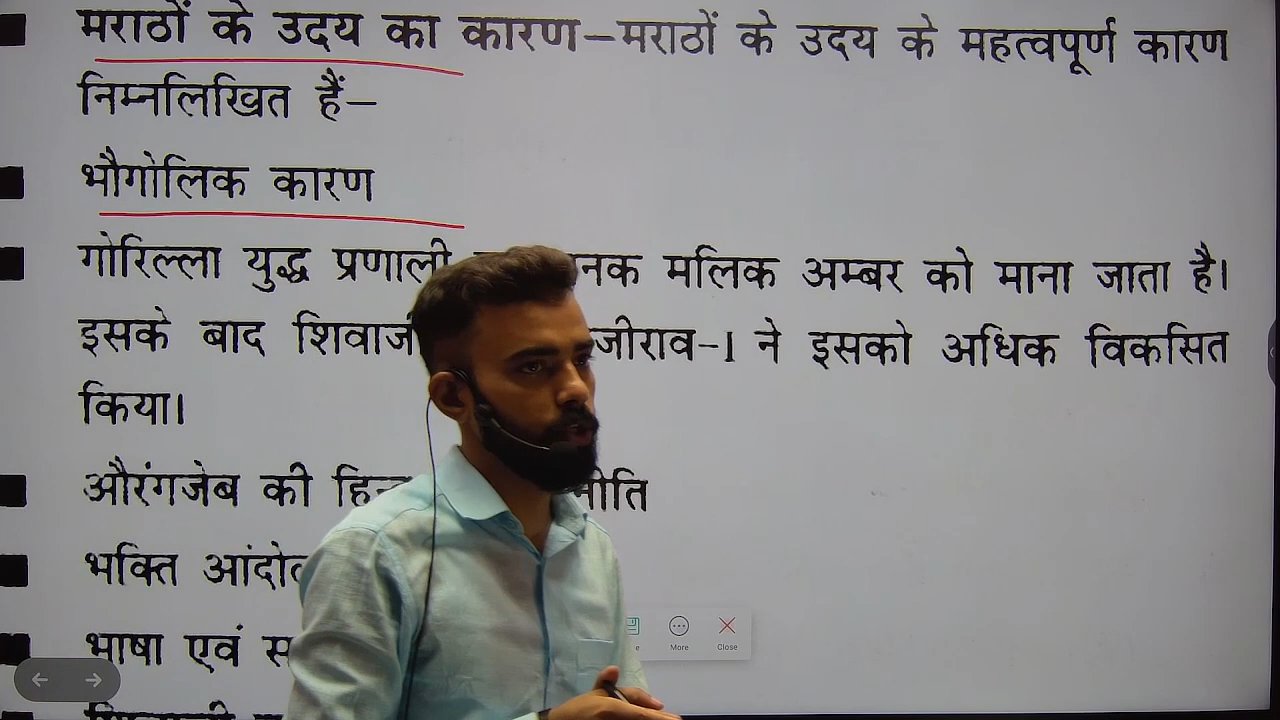 मराठों के उदय का कारण–मराठों के उदय के महत्वपूर्ण कारण
निम्नलिखित हैं–
भौगोलिक कारण
गोरिल्ला युद्ध प्रणाली मलिक अम्बर को माना जाता है।
इसके बाद ने इसको अधिक विकसित
किया।
औरंगजेब की
भक्ति
भाषा एवं
More Close